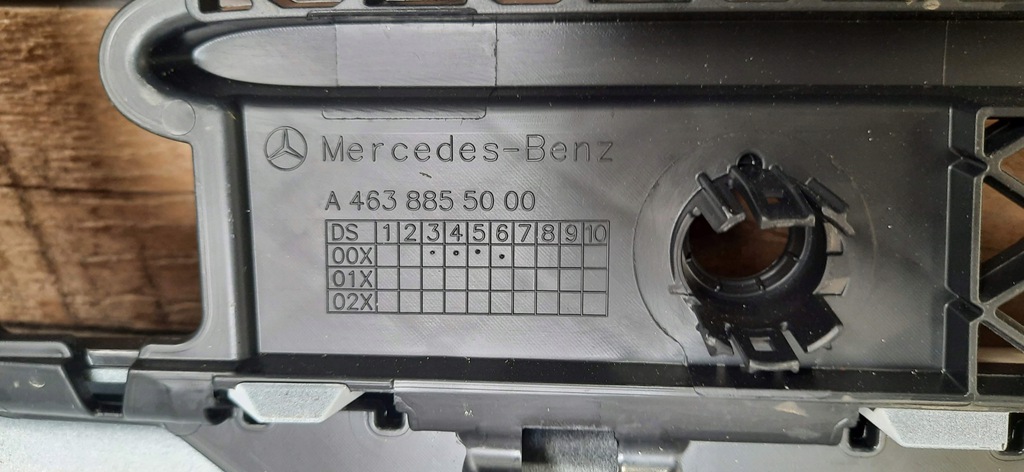 Mercedes-Benz
A 463 885 50 00
DS 1 2 3 4 5 6 7 8 9 10
00X
01X
02X